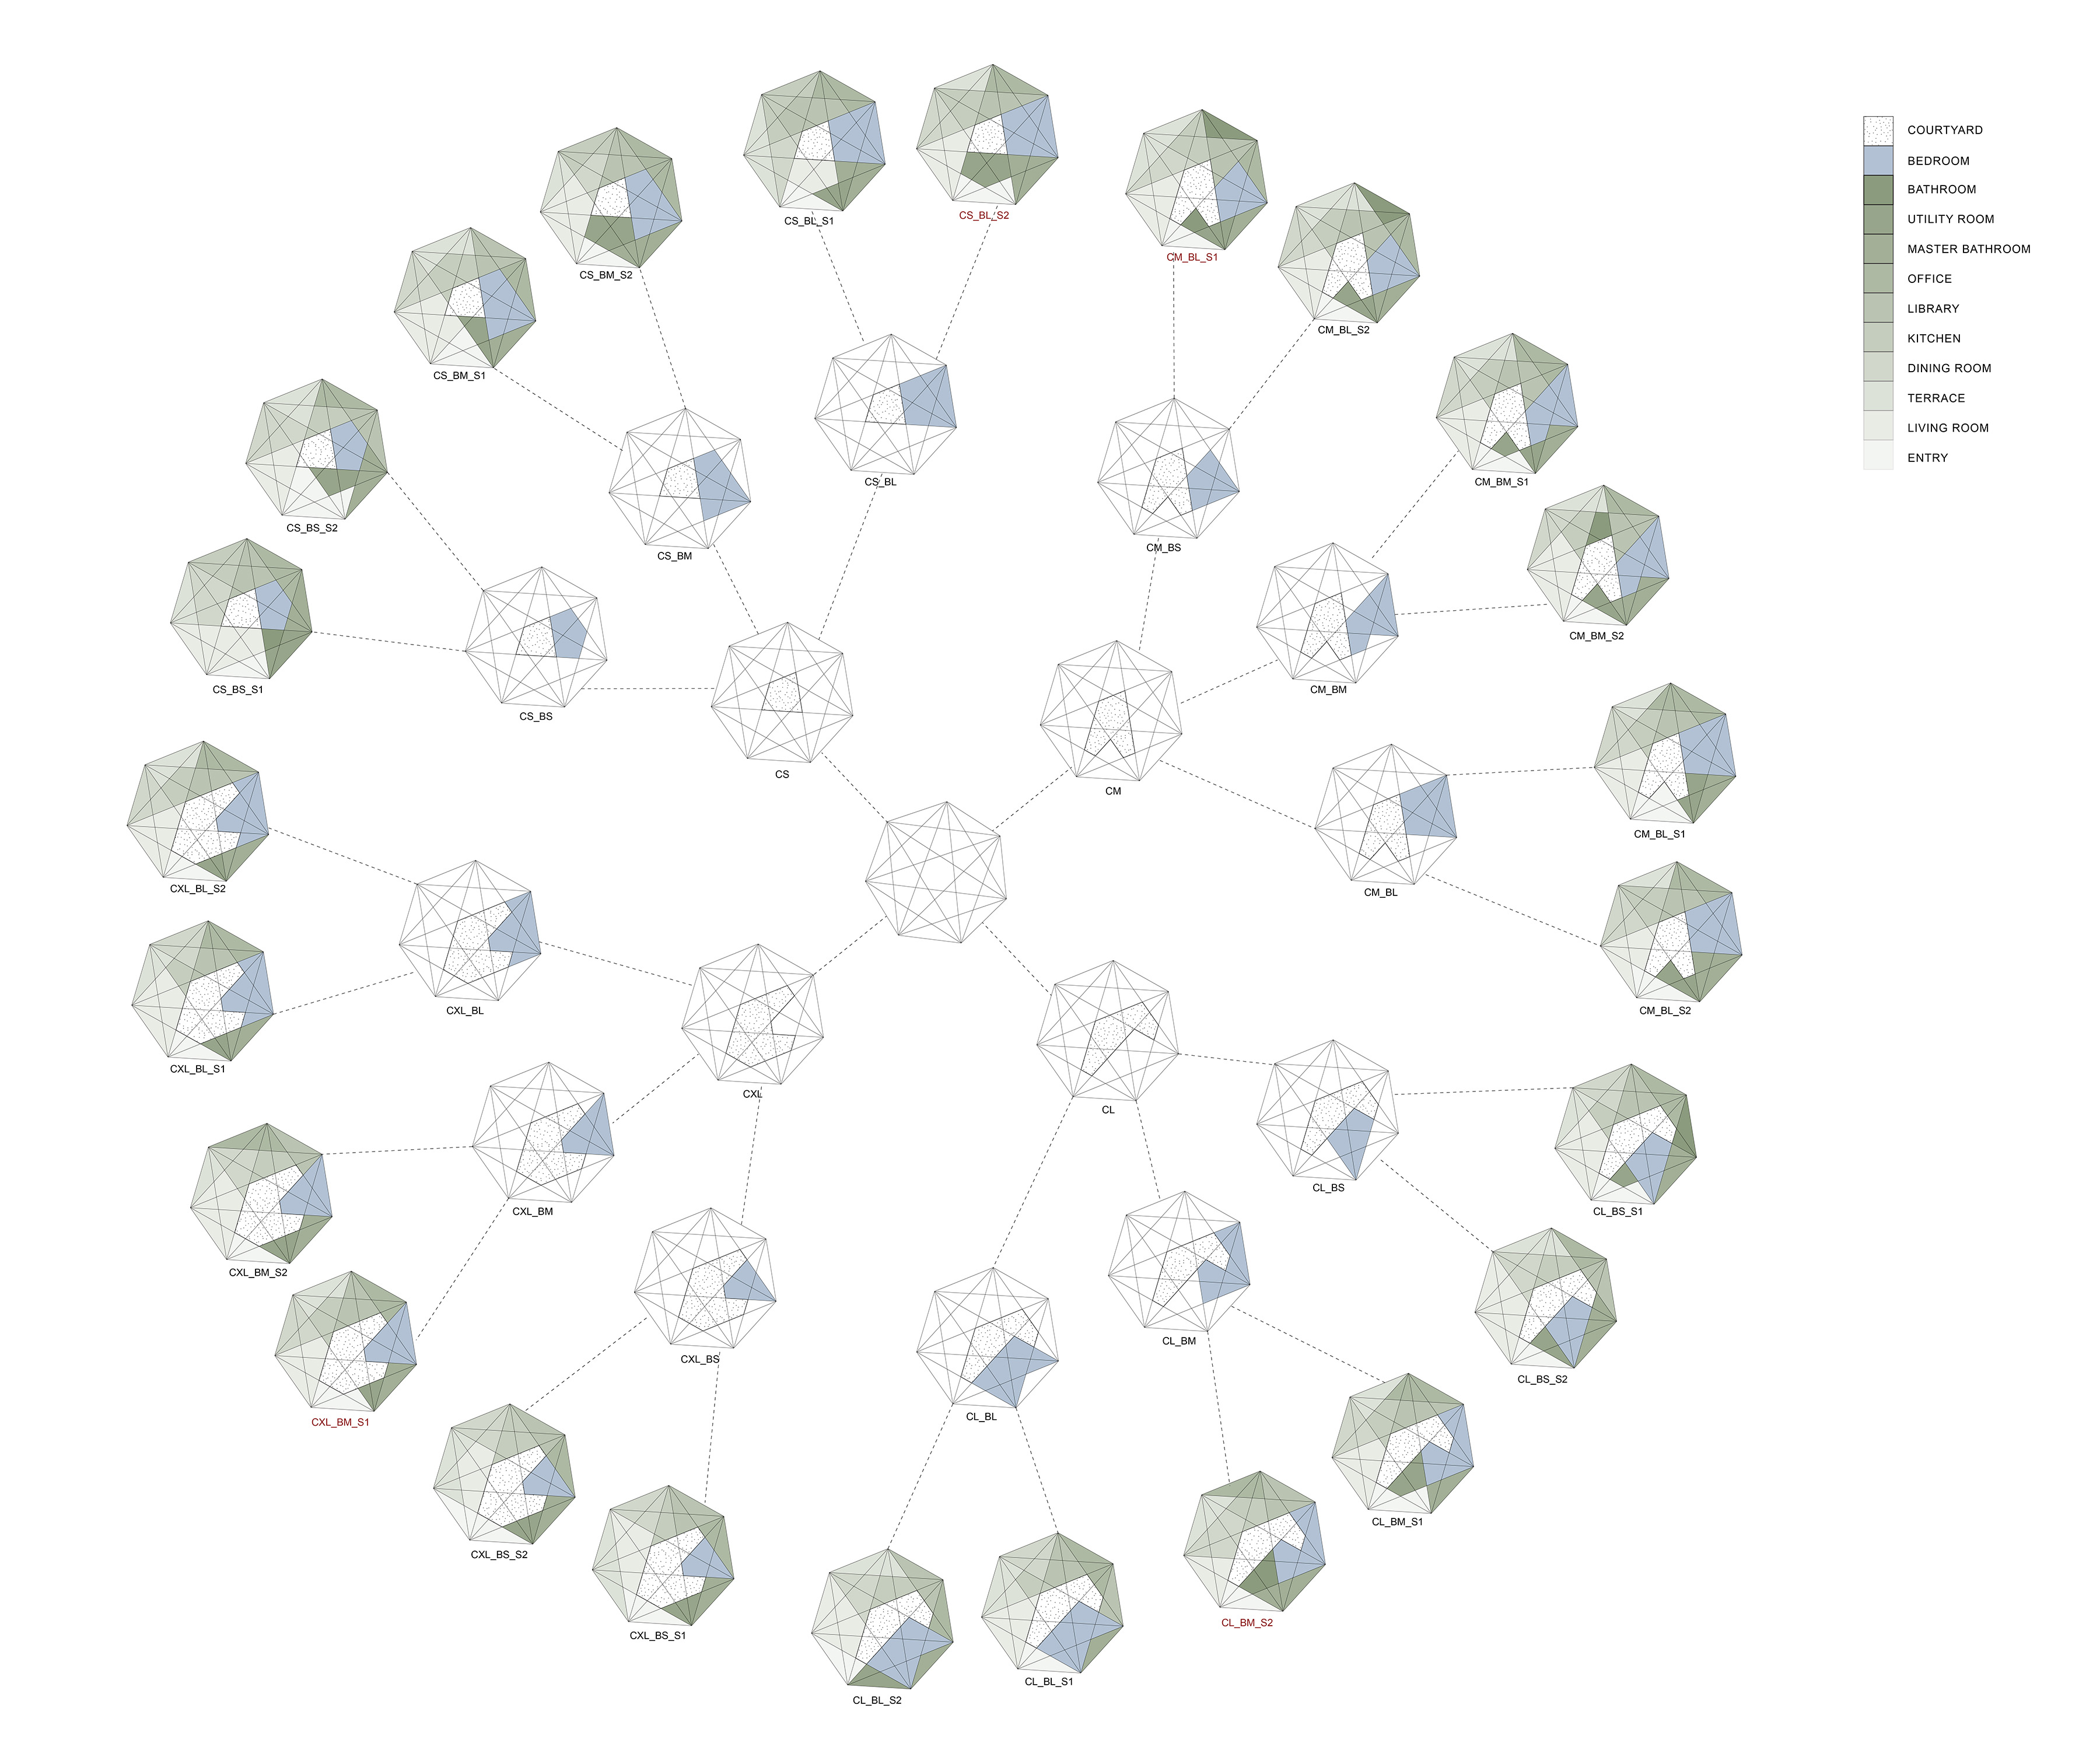 CS_BL_S1
CS_BL_S2
CM_BL_S1
CS_BM_S2
CM_BL_S2
CS_BM_S1
CM_BM_S1
CS_BL
CS_BS_S2
CS_BM
CM_BS
CM_BM_S2
CS_BS_S1
CM_BM
CS_BS
CS
CM
CM_BL_S1
CXL_BL_S2
CM_BL
CXL_BL
CM_BL_S2
CXL_BL_S1
CXL
CL
CL_BS
CXL_BM
CL_BS_S1
CXL_BM_S2
CL_BM
CXL_BS
CL_BS_S2
CXL_BM_S1
CL_BL
CL_BM_S1
CXL_BS_S2
CL_BM_S2
CXL_BS_S1
CL_BL_S1
CL_BL_S2
COURTYARD
BEDROOM
BATHROOM
UTILITY ROOM
MASTER BATHROOM
OFFICE
LIBRARY
KITCHEN
DINING ROOM
TERRACE
LIVING ROOM
ENTRY